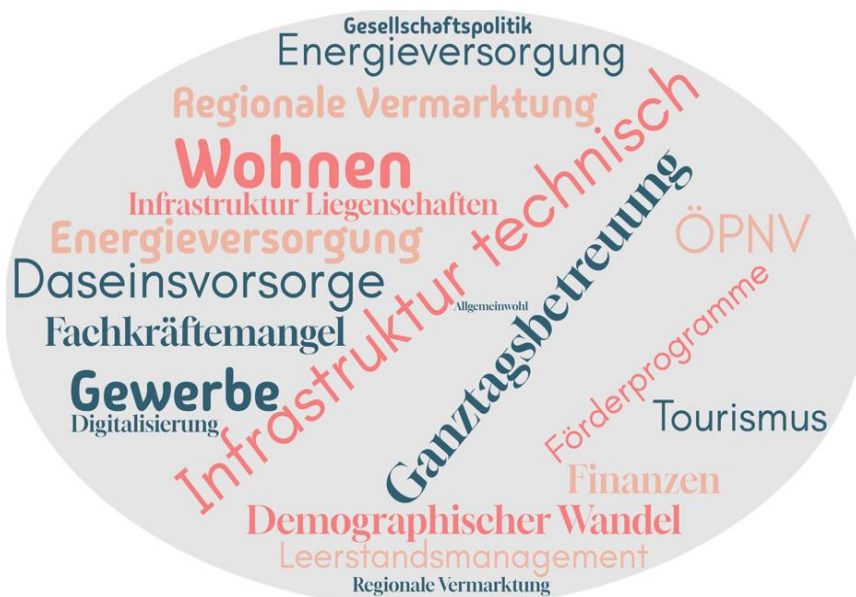 Gesellschaftspolitik
Energieversorgung
Regionale Vermarktung
Wohnen
Infrastruktur technisch
Infrastruktur Liegenschaften
Ganztagsbetreuung
ÖPNV
Energieversorgung
Daseinsvorsorge
Allgemeinwohl
Fachkräftemangel
Förderprogramme
Gewerbe
Digitalisierung
Tourismus
Finanzen
Demographischer Wandel
Leerstandsmanagement
Regionale Vermarktung